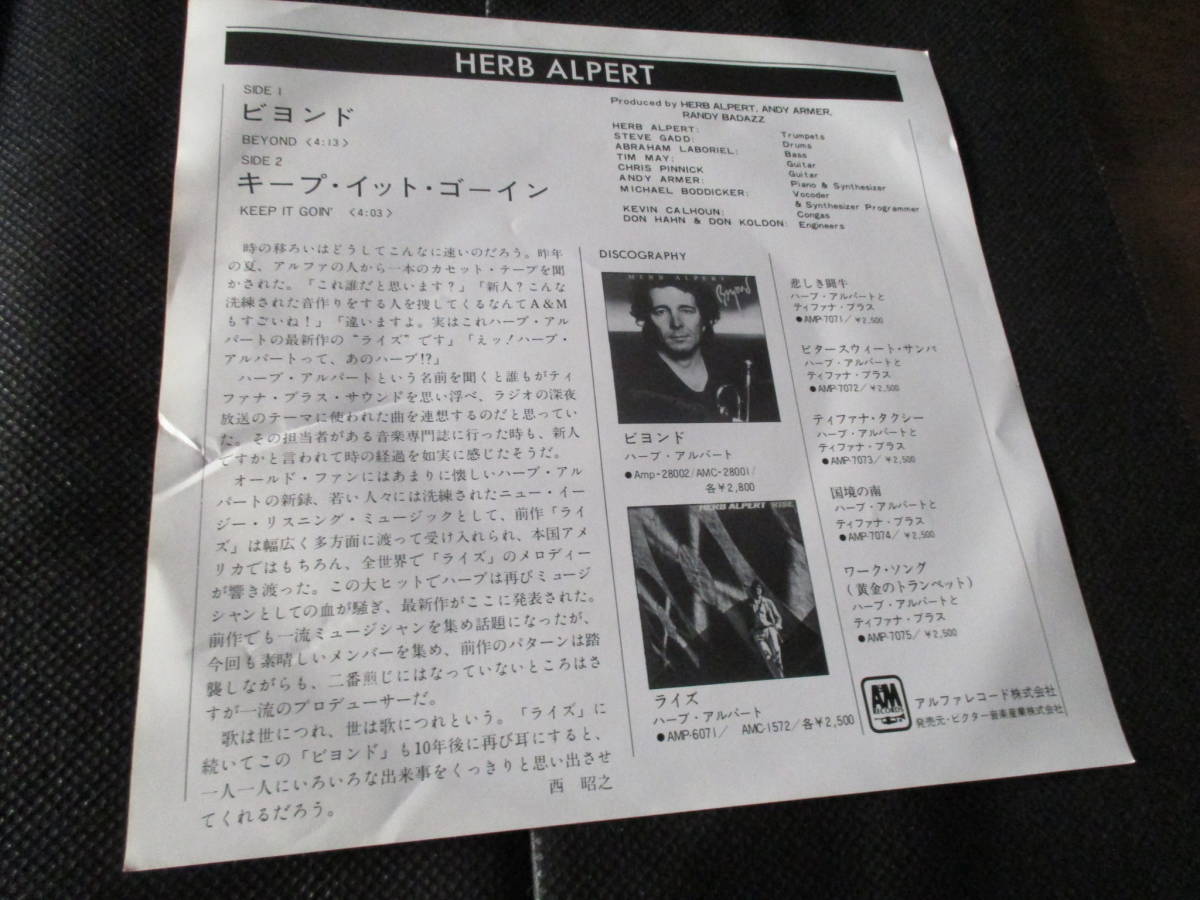 HERB ALPERT
SIDE 1
ビヨンド
BEYOND <4:13>
SIDE 2
キープ・イット・ゴーイン
KEEP IT GOIN' <4:03>
Produced by HERB ALPERT, ANDY ARMER,
RANDY BADAZZ
HERB ALPERT: Trumpets
STEVE GADD: Drums
ABRAHAM LABORIEL: Bass
TIM MAY: Guitar
CHRIS PINNICK Guitar
ANDY ARMER: Piano & Synthesizer
MICHAEL BODDICKER: Vocoder
& Synthesizer Programmer
KEVIN CALHOUN: Congas
DON HAHN & DON KOLDON: Engineers
時の移ろいはどうしてこんなに速いのだろう。昨年
の夏、アルファの人から一本のカセット・テープを聞
かされた。「これ誰だと思います?」「新人?こんな
洗練された音作りをする人を捜してくるなんてA&M
もすごいね!」「違いますよ。実はこれハーブ・アル
パートの最新作の“ライズ”です」「えッ!ハーブ・
アルパートって、あのハーブ!?」
ハーブ・アルパートという名前を聞くと誰もがティ
ファナ・ブラス・サウンドを思い浮べ、ラジオの深夜
放送のテーマに使われた曲を連想するのだと思ってい
た。その担当者がある音楽専門誌に行った時も、新人
ですかと言われて時の経過を如実に感じたそうだ。
オールド・ファンにはあまりに懐しいハーブ・アル
パートの新録、若い人々には洗練されたニュー・イー
ジー・リスニング・ミュージックとして、前作「ライ
ズ」は幅広く多方面に渡って受け入れられ、本国アメ
リカではもちろん、全世界で「ライズ」のメロディー
が響き渡った。この大ヒットでハーブは再びミュージ
シャンとしての血が騒ぎ、最新作がここに発表された。
前作でも一流ミュージシャンを集め話題になったが、
今回も素晴しいメンバーを集め、前作のパターンは踏
襲しながらも、二番煎じにはなっていないところはさ
すが一流のプロデューサーだ。
歌は世につれ、世は歌につれという。「ライズ」に
続いてこの「ビヨンド」も10年後に再び耳にすると、
一人一人にいろいろな出来事をくっきりと思い出させ
てくれるだろう。
西 昭之
DISCOGRAPHY
HERB ALPERT
Beyond
ビヨンド
ハーブ・アルパート
●Amp-28002/AMC-28001/
各¥2,800
HERB ALPERT RISE
ライズ
ハーブ・アルパート
●AMP-6071/ AMC-1572/各¥2,500
悲しき闘牛
ハーブ・アルパートと
ティファナ・ブラス
●AMP-7071/¥2,500
ビタースウィート・サンバ
ハーブ・アルパートと
ティファナ・ブラス
●AMP-7072/¥2,500
ティファナ・タクシー
ハーブ・アルパートと
ティファナ・ブラス
●AMP-7073/¥2,500
国境の南
ハーブ・アルパートと
ティファナ・ブラス
●AMP-7074/¥2,500
ワーク・ソング
(黄金のトランペット)
ハーブ・アルパートと
ティファナ・ブラス
●AMP-7075/¥2,500
A&M
RECORDS
アルファレコード株式会社
発売元・ビクター音楽産業株式会社